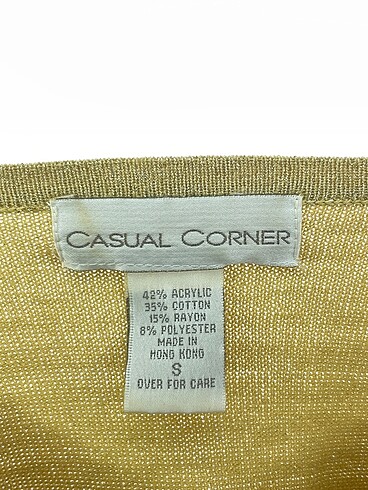 CASUAL CORNER
42% ACRYLIC
35% COTTON
15% RAYON
8% POLYESTER
MADE IN
HONG KONG
S
OVER FOR CARE